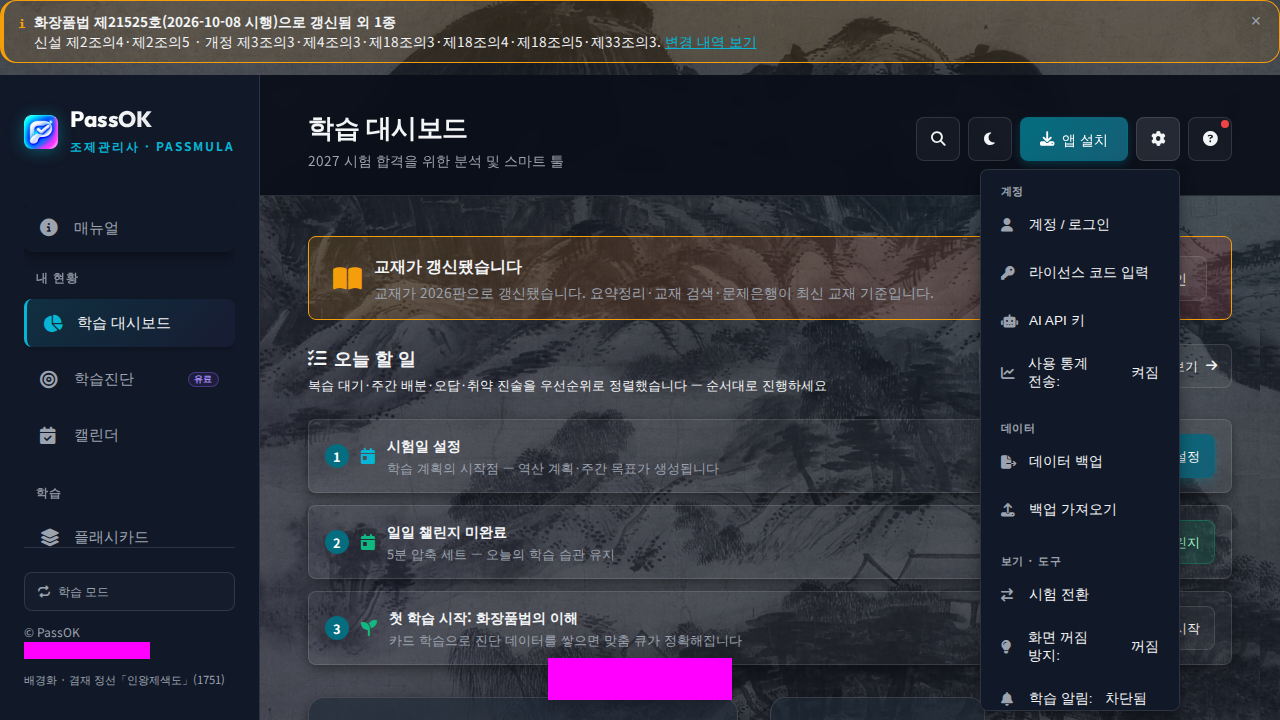 화장품법 제21525호(2026-10-08 시행)으로 갱신됨 외 1종
신설 제2조의4·제2조의5 · 개정 제3조의3·제4조의3·제18조의3·제18조의4·제18조의5·제33조의3. 변경 내역 보기
PassOK
조제관리사 · PASSMULA
매뉴얼
내 현황
학습 대시보드
학습진단 유료
캘린더
학습
플래시카드
학습 모드
© PassOK
배경화 · 겸재 정선「인왕제색도」(1751)
학습 대시보드
2027 시험 합격을 위한 분석 및 스마트 툴
앱 설치
교재가 갱신됐습니다
교재가 2026판으로 갱신됐습니다. 요약정리·교재 검색·문제은행이 최신 교재 기준입니다.
오늘 할 일
복습 대기·주간 배분·오답·취약 진술을 우선순위로 정렬했습니다 — 순서대로 진행하세요
1 시험일 설정
학습 계획의 시작점 — 역산 계획·주간 목표가 생성됩니다
2 일일 챌린지 미완료
5분 압축 세트 — 오늘의 학습 습관 유지
3 첫 학습 시작: 화장품법의 이해
카드 학습으로 진단 데이터를 쌓으면 맞춤 큐가 정확해집니다
계정
계정 / 로그인
라이선스 코드 입력
AI API 키
사용 통계 전송: 켜짐
데이터
데이터 백업
백업 가져오기
보기 · 도구
시험 전환
화면 꺼짐 방지: 꺼짐
학습 알림: 차단됨